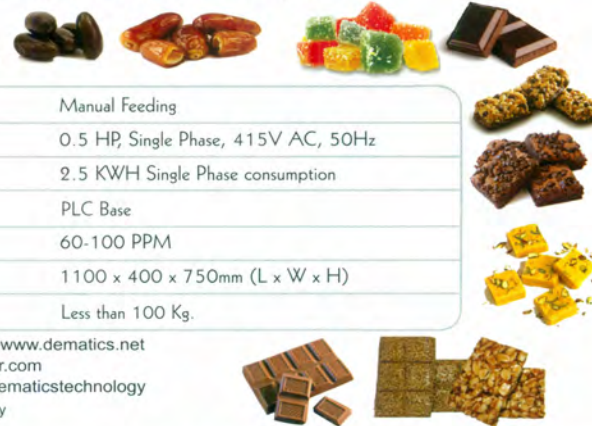 Manual Feeding
0.5 HP, Single Phase, 415V AC, 50Hz
2.5 KWH Single Phase consumption
PLC Base
60-100 PPM
1100 x 400 x 750mm (L x W x H)
Less than 100 Kg.
www.dematics.net
r.com
ematicstechnology
y